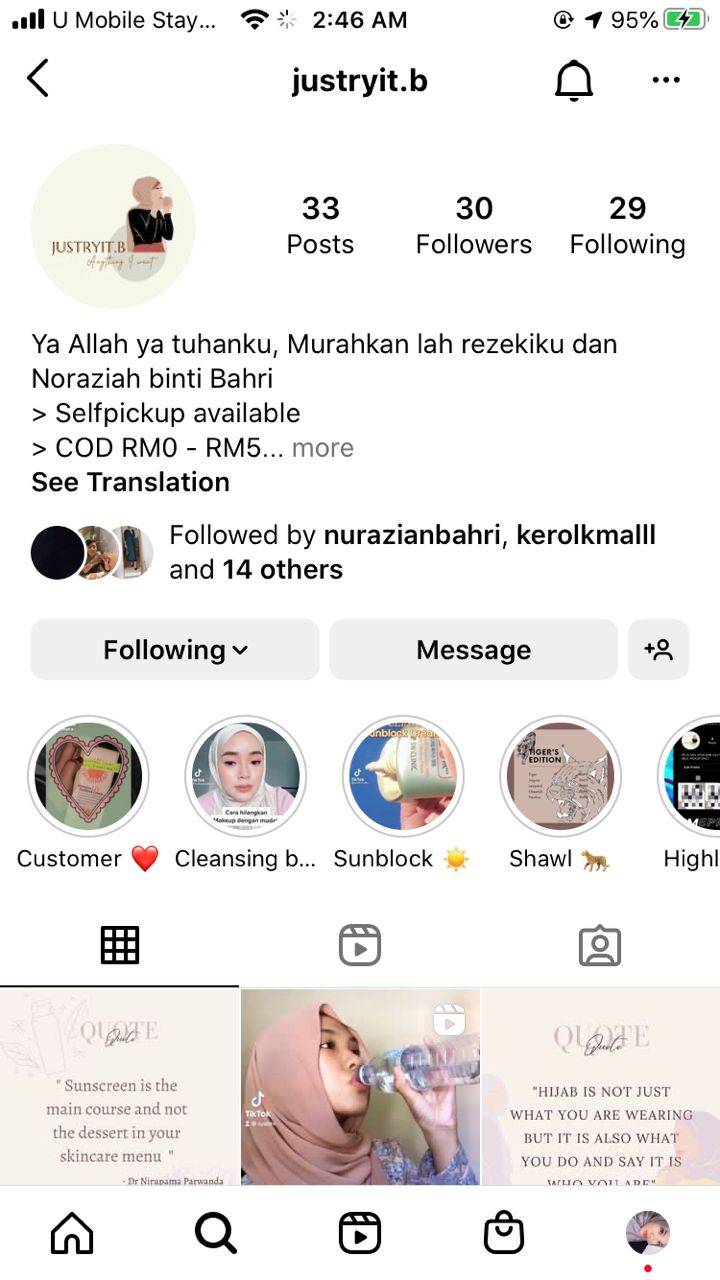 U Mobile Stay... 2:46 AM 95%
justryit.b
JUSTRYIT.B
Anything I want
33 30 29
Posts Followers Following
Ya Allah ya tuhanku, Murahkan lah rezekiku dan
Noraziah binti Bahri
> Selfpickup available
> COD RM0 - RM5... more
See Translation
Followed by nurazianbahri, kerolkmalll
and 14 others
Following Message
TikTok
Cara hilangkan
Makeup dengan mudah
TIGER'S
EDITION
Customer ❤️ Cleansing b... Sunblock ☀️ Shawl 🐆 Highl
QUOTE
Quote
" Sunscreen is the
main course and not
the dessert in your
skincare menu "
- Dr Nirapama Parwanda
TikTok
QUOTE
Quote
"HIJAB IS NOT JUST
WHAT YOU ARE WEARING
BUT IT IS ALSO WHAT
YOU DO AND SAY IT IS
WHO YOU ARE"